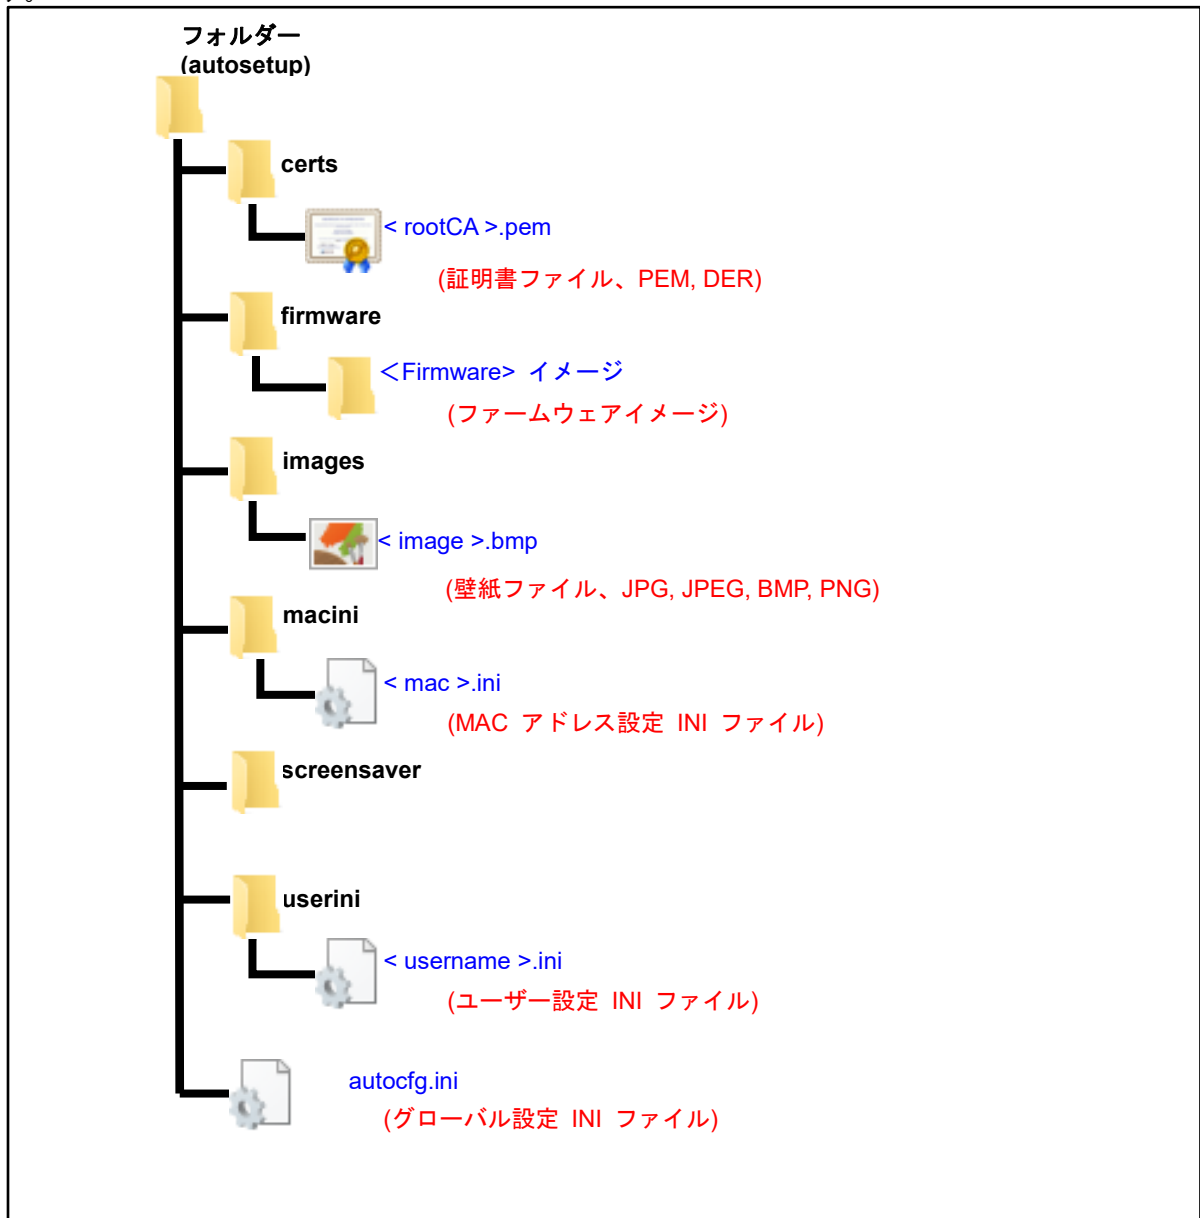 す。
フォルダー
(autosetup)
certs
< rootCA >.pem
(証明書ファイル、PEM, DER)
firmware
＜Firmware> イメージ
(ファームウェアイメージ)
images
< image >.bmp
(壁紙ファイル、JPG, JPEG, BMP, PNG)
macini
< mac >.ini
(MAC アドレス設定 INI ファイル)
screensaver
userini
< username >.ini
(ユーザー設定 INI ファイル)
autocfg.ini
(グローバル設定 INI ファイル)